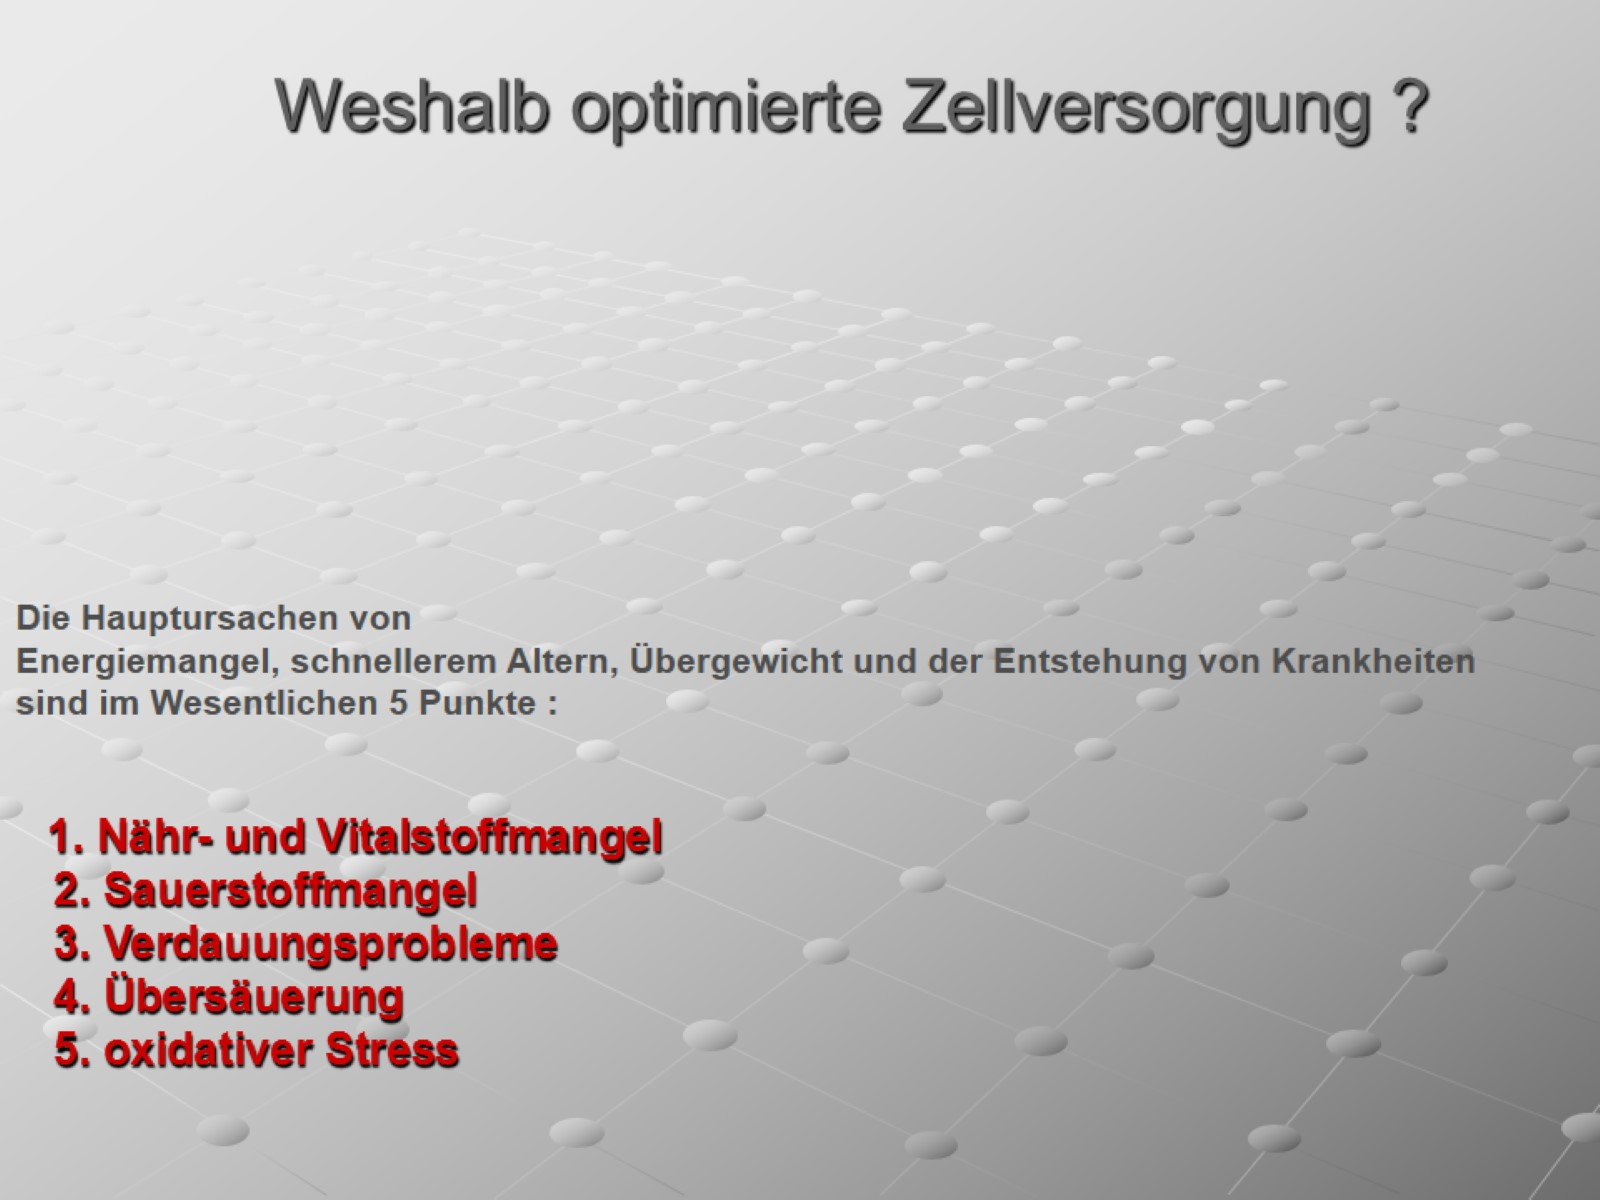 Weshalb optimierte Zellversorgung ?
Die Hauptursachen von
Energiemangel, schnellerem Altern, Übergewicht und der Entstehung von Krankheiten
sind im Wesentlichen 5 Punkte :
1. Nähr- und Vitalstoffmangel
2. Sauerstoffmangel
3. Verdauungsprobleme
4. Übersäuerung
5. oxidativer Stress